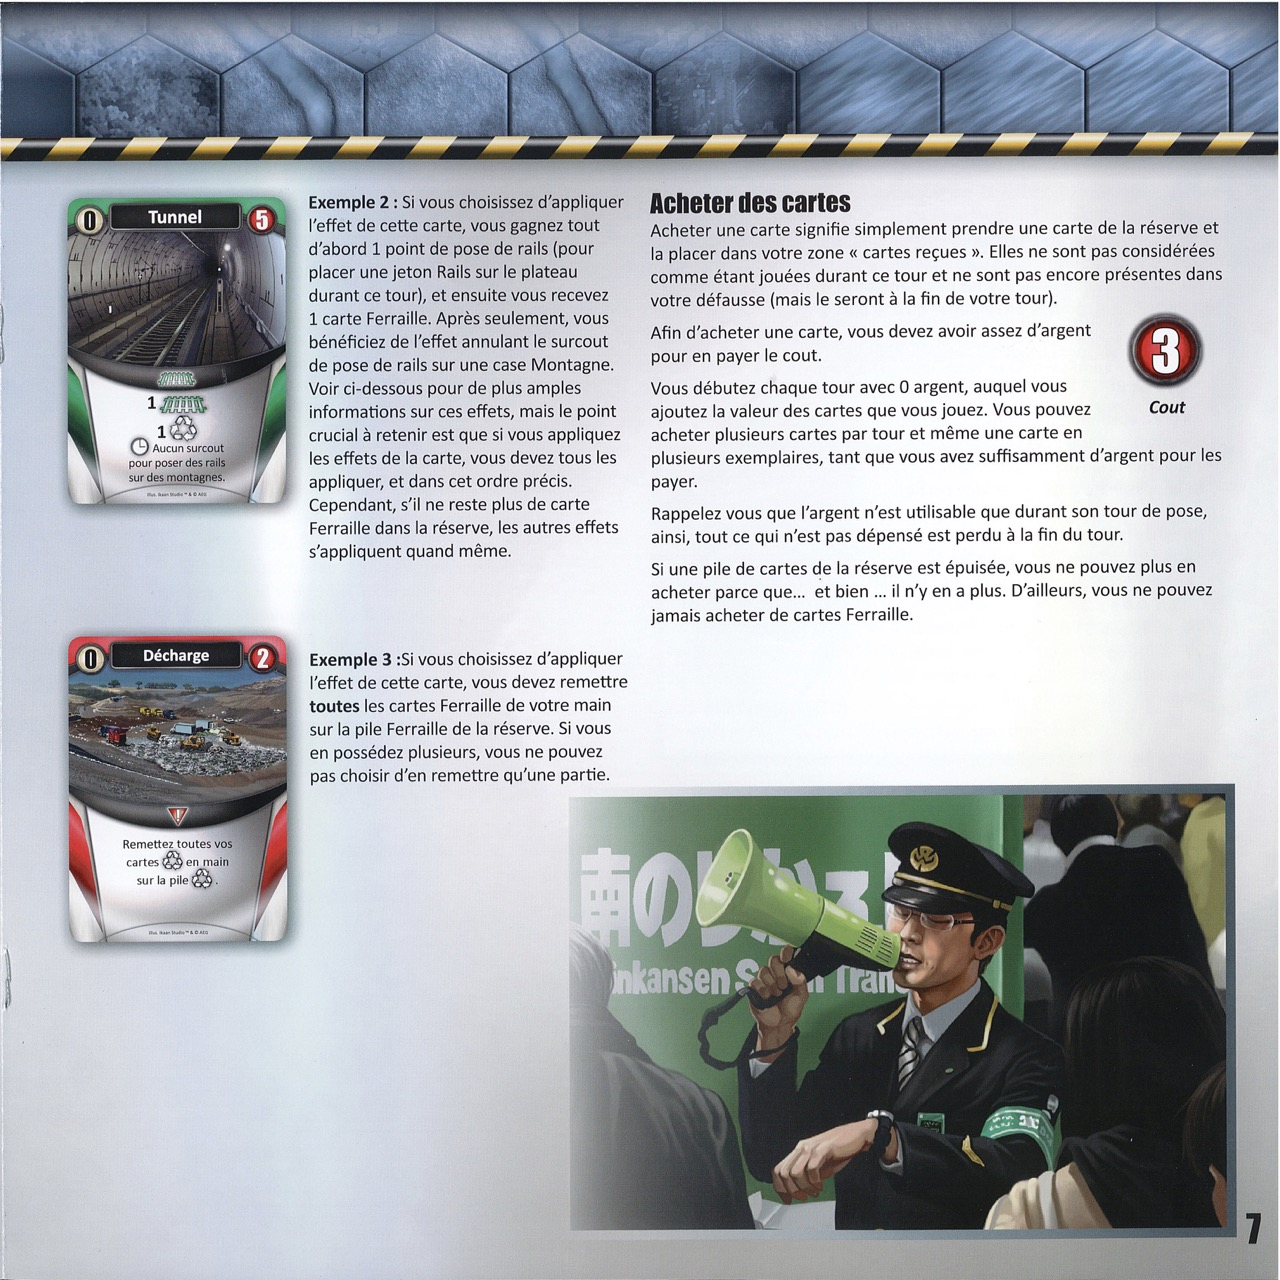 0
Tunnel
5
1
1
Aucun surcout
pour poser des rails
sur des montagnes.
Illus. Ikaan Studio ™ & © AEG
Exemple 2 : Si vous choisissez d’appliquer
l’effet de cette carte, vous gagnez tout
d’abord 1 point de pose de rails (pour
placer une jeton Rails sur le plateau
durant ce tour), et ensuite vous recevez
1 carte Ferraille. Après seulement, vous
bénéficiez de l’effet annulant le surcout
de pose de rails sur une case Montagne.
Voir ci-dessous pour de plus amples
informations sur ces effets, mais le point
crucial à retenir est que si vous appliquez
les effets de la carte, vous devez tous les
appliquer, et dans cet ordre précis.
Cependant, s’il ne reste plus de carte
Ferraille dans la réserve, les autres effets
s’appliquent quand même.
0
Décharge
2
Remettez toutes vos
cartes en main
sur la pile .
Illus. Ikaan Studio ™ & © AEG
Exemple 3 :Si vous choisissez d’appliquer
l’effet de cette carte, vous devez remettre
toutes les cartes Ferraille de votre main
sur la pile Ferraille de la réserve. Si vous
en possédez plusieurs, vous ne pouvez
pas choisir d’en remettre qu’une partie.
Acheter des cartes
Acheter une carte signifie simplement prendre une carte de la réserve et
la placer dans votre zone « cartes reçues ». Elles ne sont pas considérées
comme étant jouées durant ce tour et ne sont pas encore présentes dans
votre défausse (mais le seront à la fin de votre tour).
Afin d’acheter une carte, vous devez avoir assez d’argent
pour en payer le cout.
3
Cout
Vous débutez chaque tour avec 0 argent, auquel vous
ajoutez la valeur des cartes que vous jouez. Vous pouvez
acheter plusieurs cartes par tour et même une carte en
plusieurs exemplaires, tant que vous avez suffisamment d’argent pour les
payer.
Rappelez vous que l’argent n’est utilisable que durant son tour de pose,
ainsi, tout ce qui n’est pas dépensé est perdu à la fin du tour.
Si une pile de cartes de la réserve est épuisée, vous ne pouvez plus en
acheter parce que... et bien ... il n’y en a plus. D’ailleurs, vous ne pouvez
jamais acheter de cartes Ferraille.
南の
nkansen
Tran
7